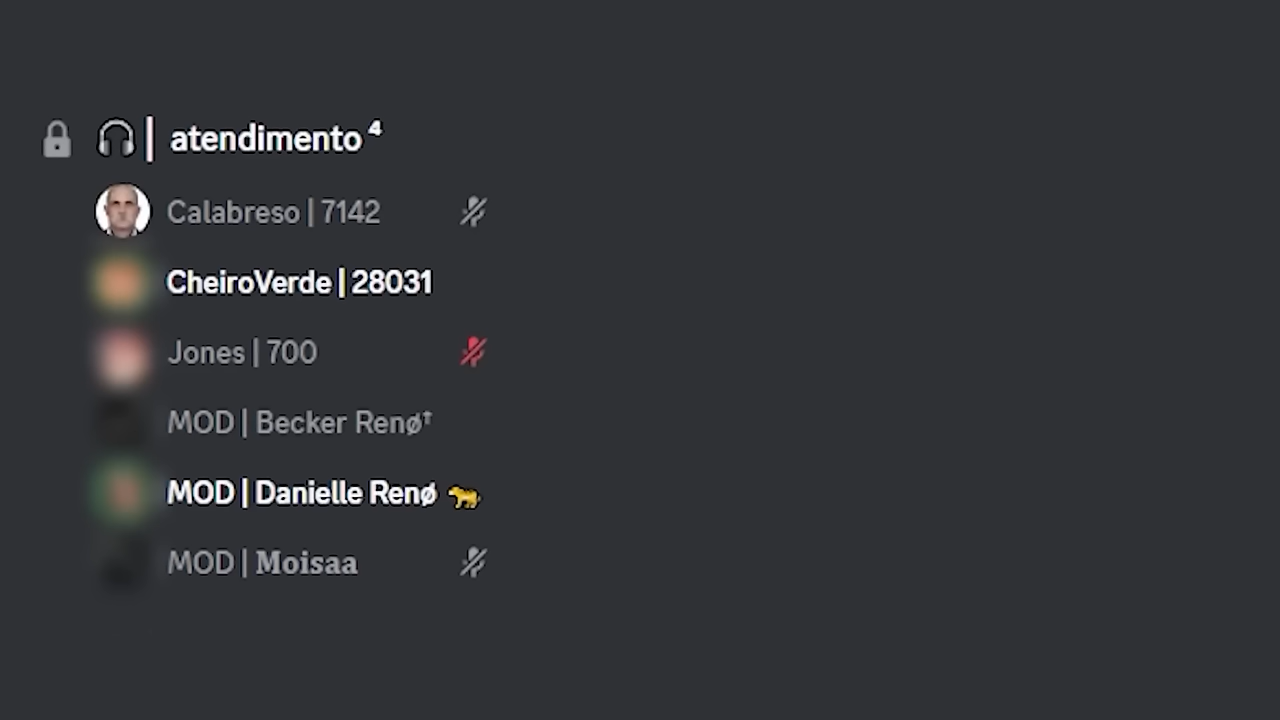 🎧| atendimento ⁴
Calabreso | 7142
CheiroVerde | 28031
Jones | 700
MOD | Becker Renø†
MOD | Danielle Renø 🐆
MOD | Moisaa